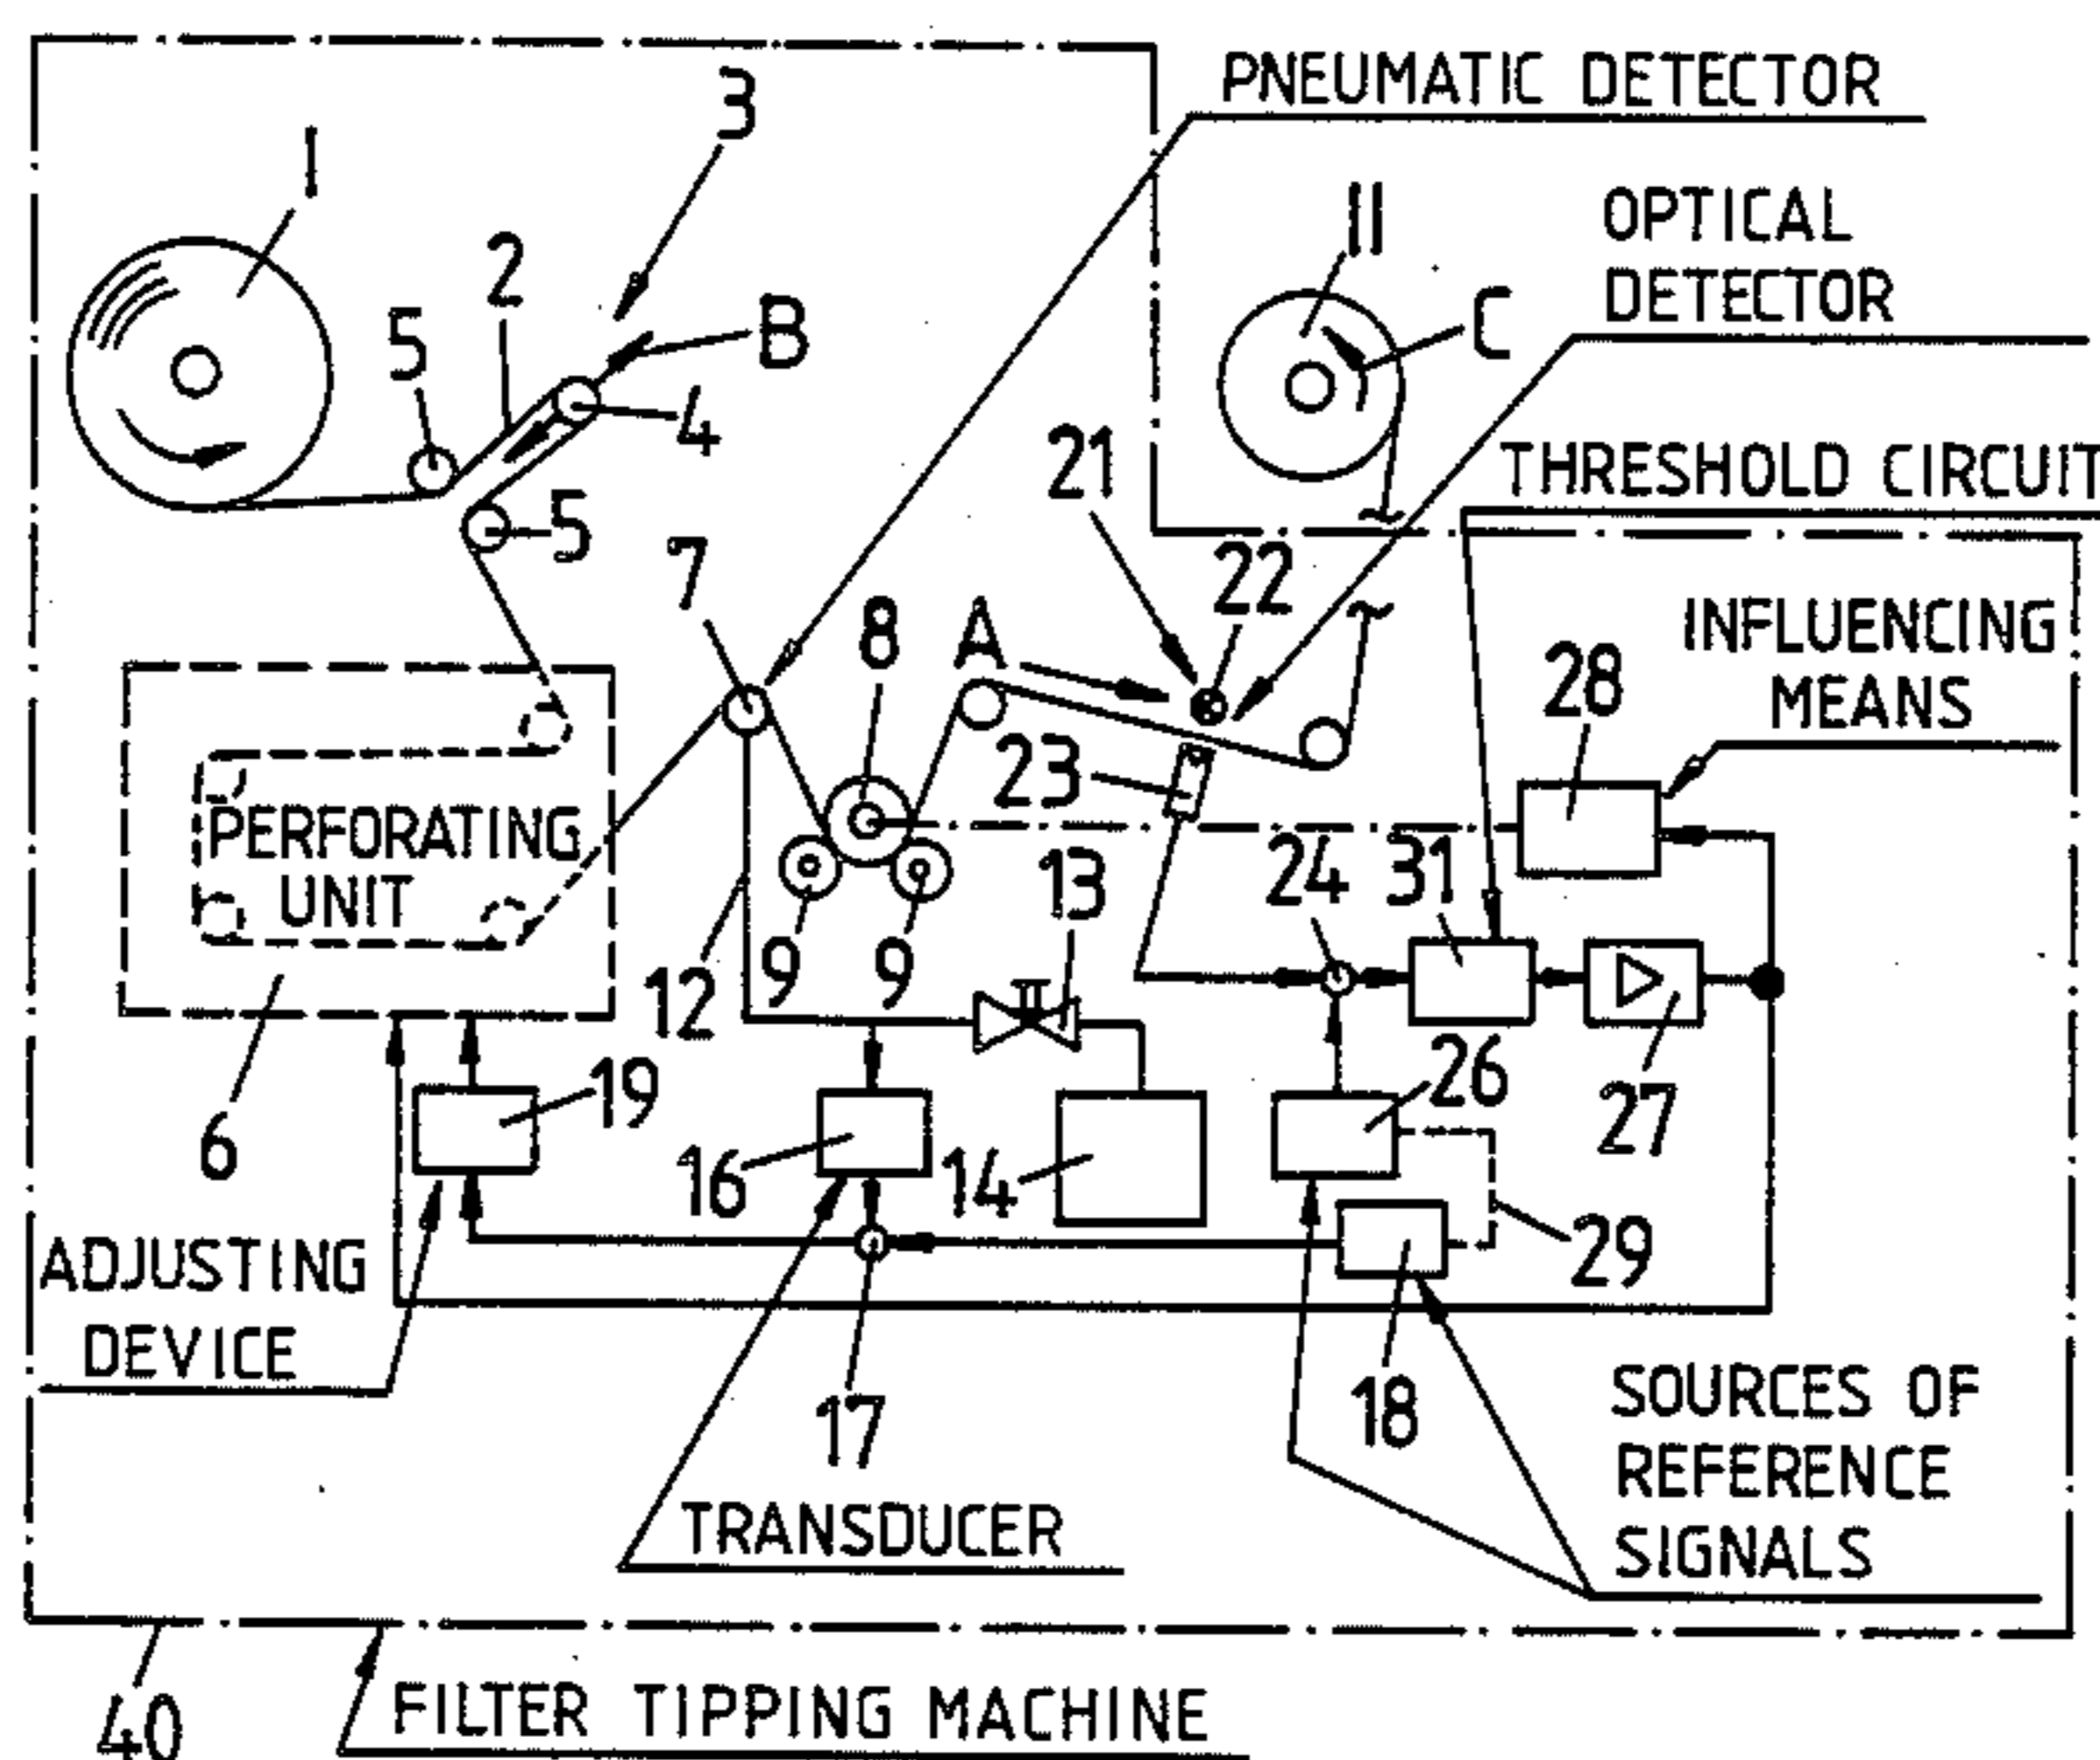 PNEUMATIC DETECTOR
3
1
11
OPTICAL
DETECTOR
2
5
B
C
4
21
THRESHOLD CIRCUIT
5
7
22
8
A
INFLUENCING
MEANS
28
23
PERFORATING
UNIT
13
24
31
12
9
9
19
26
27
6
16
14
29
ADJUSTING
DEVICE
17
18
SOURCES OF
REFERENCE
SIGNALS
TRANSDUCER
40
FILTER TIPPING MACHINE